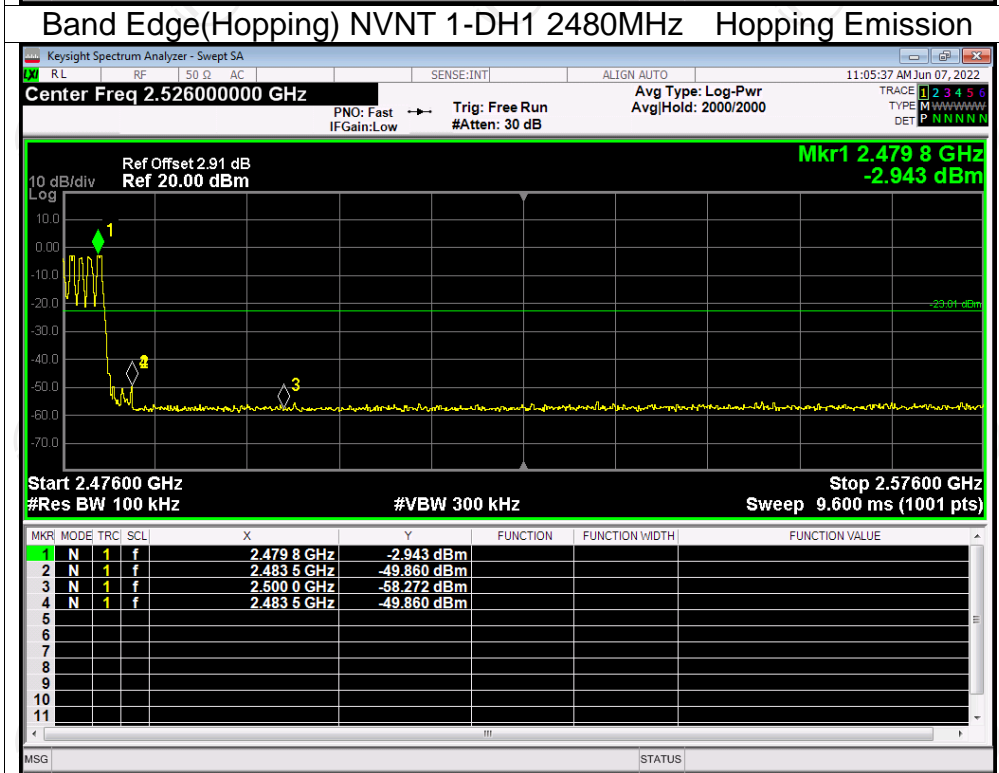 Band Edge(Hopping) NVNT 1-DH1 2480MHz Hopping Emission
Keysight Spectrum Analyzer - Swept SA
LXI RL RF 50 Ω AC SENSE:INT ALIGN AUTO 11:05:37 AM Jun 07, 2022
Center Freq 2.526000000 GHz Avg Type: Log-Pwr TRACE 1 2 3 4 5 6
PNO: Fast Trig: Free Run Avg|Hold: 2000/2000 TYPE M WWWWW
IFGain:Low #Atten: 30 dB DET P N N N N N
Mkr1 2.479 8 GHz
Ref Offset 2.91 dB
10 dB/div Ref 20.00 dBm -2.943 dBm
Log
10.0
1
0.00
-10.0
-20.0
-23.01 dBm
-30.0
-40.0
-50.0
3
-60.0
-70.0
Start 2.47600 GHz Stop 2.57600 GHz
#Res BW 100 kHz #VBW 300 kHz Sweep 9.600 ms (1001 pts)
MKR MODE TRC SCL X Y FUNCTION FUNCTION WIDTH FUNCTION VALUE
1 N 1 f 2.479 8 GHz -2.943 dBm
2 N 1 f 2.483 5 GHz -49.860 dBm
3 N 1 f 2.500 0 GHz -58.272 dBm
4 N 1 f 2.483 5 GHz -49.860 dBm
5
6
7
8
9
10
11
MSG STATUS